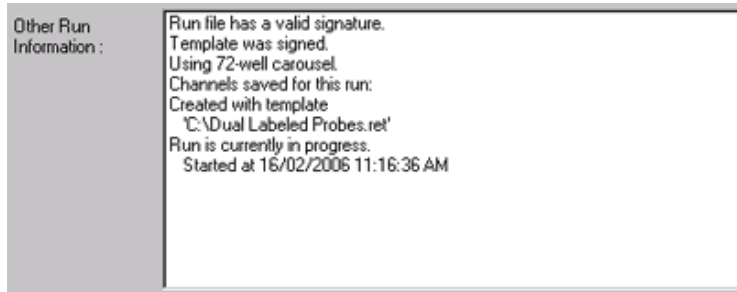 Other Run
Information :
Run file has a valid signature.
Template was signed.
Using 72-well carousel.
Channels saved for this run:
Created with template
'C:\Dual Labeled Probes.ret'
Run is currently in progress.
Started at 16/02/2006 11:16:36 AM